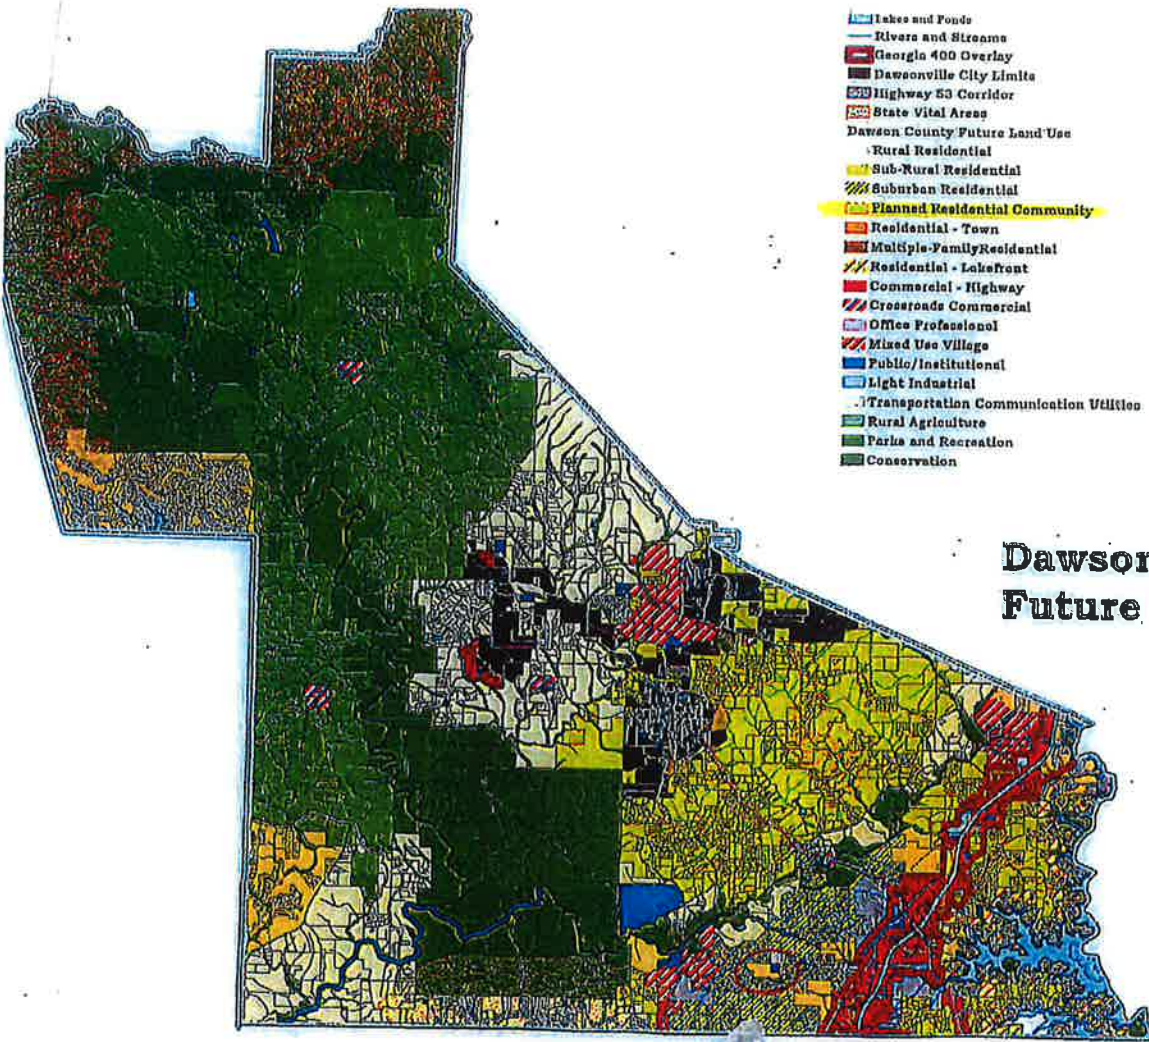 Lakes and Ponds
Rivers and Streams
Georgia 400 Overlay
Dawsonville City Limits
Highway 53 Corridor
State Vital Areas
Dawson County Future Land Use
Rural Residential
Sub-Rural Residential
Suburban Residential
Planned Residential Community
Residential - Town
Multiple-FamilyResidential
Residential - Lakefront
Commercial - Highway
Crossroads Commercial
Office Professional
Mixed Use Village
Public/Institutional
Light Industrial
Transportation Communication Utilities
Rural Agriculture
Parks and Recreation
Conservation
Dawson
Future